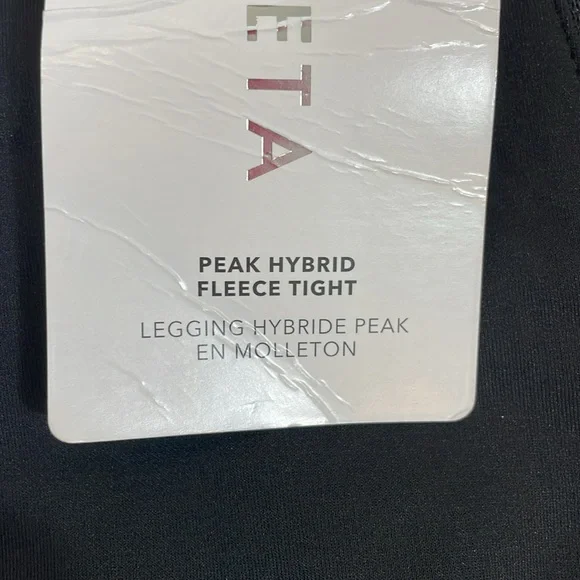 ETA
PEAK HYBRID
FLEECE TIGHT
LEGGING HYBRIDE PEAK
EN MOLLETON